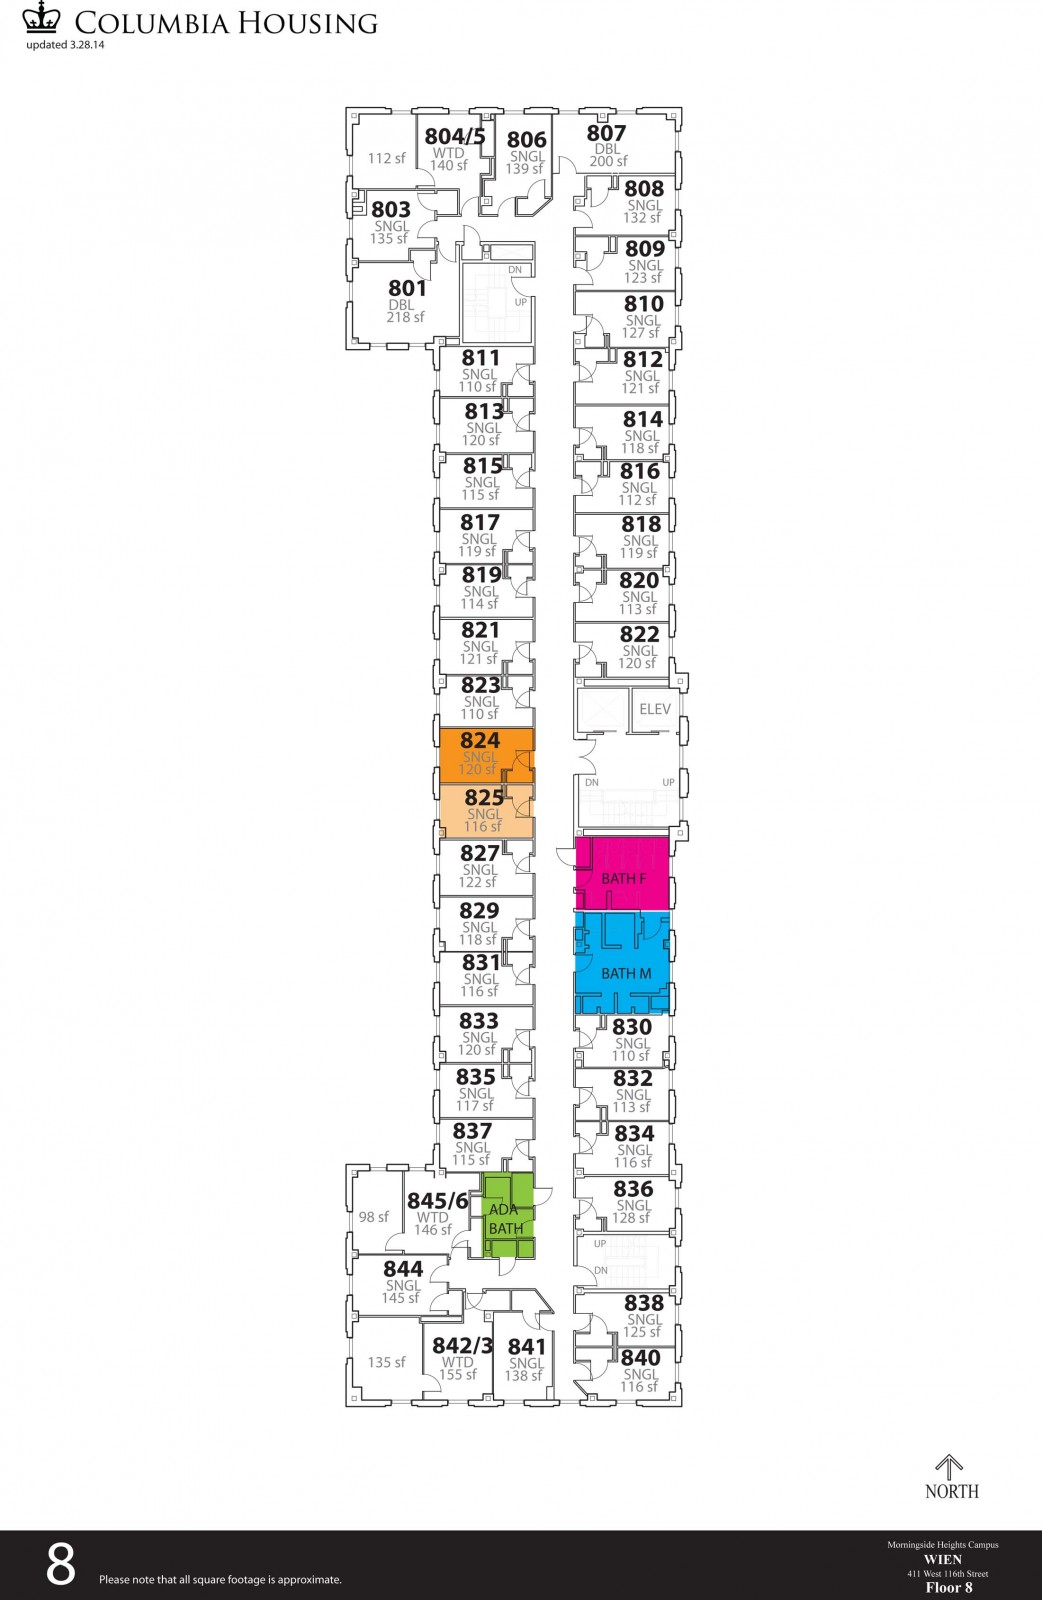 COLUMBIA HOUSING
updated 3.28.14
112 sf
804/5
WTD
140 sf
806
SNGL
139 sf
807
DBL
200 sf
803
SNGL
135 sf
808
SNGL
132 sf
801
DBL
218 sf
DN
UP
809
SNGL
123 sf
810
SNGL
127 sf
811
SNGL
110 sf
812
SNGL
121 sf
813
SNGL
120 sf
814
SNGL
118 sf
815
SNGL
115 sf
816
SNGL
112 sf
817
SNGL
119 sf
818
SNGL
119 sf
819
SNGL
114 sf
820
SNGL
113 sf
821
SNGL
121 sf
822
SNGL
120 sf
823
SNGL
110 sf
ELEV
824
SNGL
120 sf
DN
UP
825
SNGL
116 sf
827
SNGL
122 sf
BATH F
829
SNGL
118 sf
831
SNGL
116 sf
BATH M
833
SNGL
120 sf
830
SNGL
110 sf
835
SNGL
117 sf
832
SNGL
113 sf
837
SNGL
115 sf
834
SNGL
116 sf
98 sf
845/6
WTD
146 sf
ADA
BATH
836
SNGL
128 sf
UP
DN
844
SNGL
145 sf
838
SNGL
125 sf
135 sf
842/3
WTD
155 sf
841
SNGL
138 sf
840
SNGL
116 sf
NORTH
8
Please note that all square footage is approximate.
Morningside Heights Campus
WIEN
411 West 116th Street
Floor 8